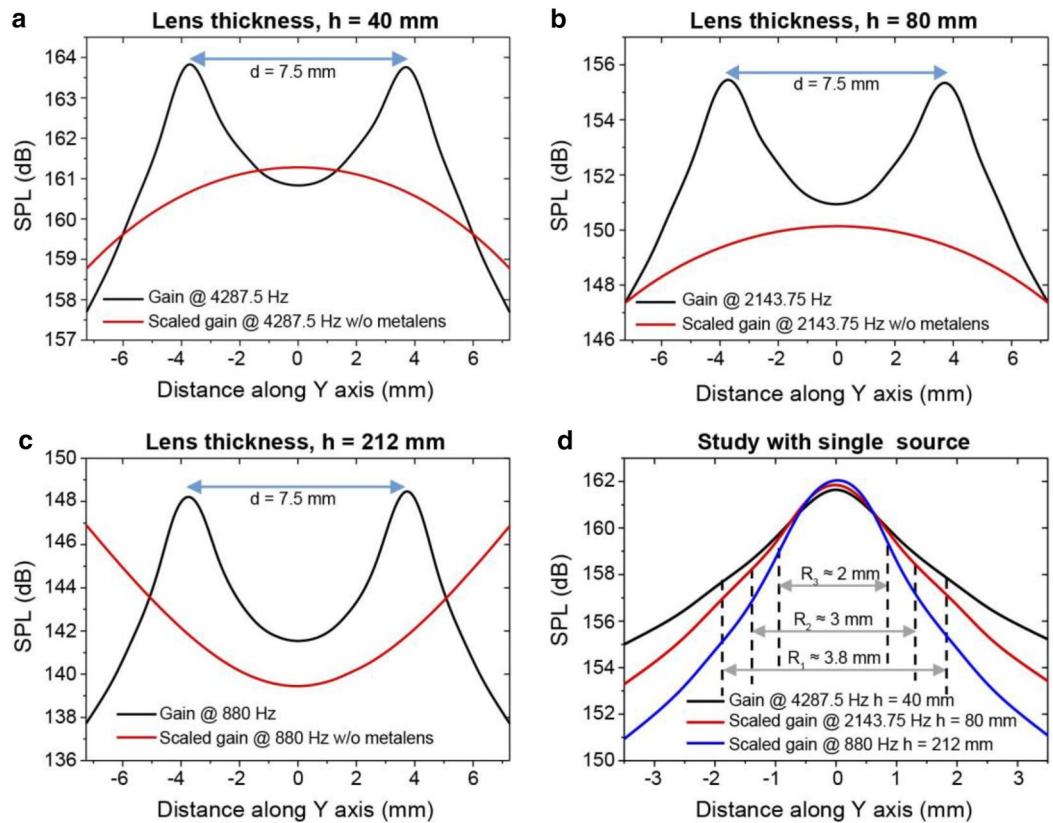 a
Lens thickness, h = 40 mm
164
163
162
161
160
159
158
157
SPL (dB)
d = 7.5 mm
Gain @ 4287.5 Hz
Scaled gain @ 4287.5 Hz w/o metalens
-6 -4 -2 0 2 4 6
Distance along Y axis (mm)
b
Lens thickness, h = 80 mm
156
154
152
150
148
146
SPL (dB)
d = 7.5 mm
Gain @ 2143.75 Hz
Scaled gain @ 2143.75 Hz w/o metalens
-6 -4 -2 0 2 4 6
Distance along Y axis (mm)
c
Lens thickness, h = 212 mm
150
148
146
144
142
140
138
136
SPL (dB)
d = 7.5 mm
Gain @ 880 Hz
Scaled gain @ 880 Hz w/o metalens
-6 -4 -2 0 2 4 6
Distance along Y axis (mm)
d
Study with single source
162
160
158
156
154
152
150
SPL (dB)
R3 ≈ 2 mm
R2 ≈ 3 mm
R1 ≈ 3.8 mm
Gain @ 4287.5 Hz h = 40 mm
Scaled gain @ 2143.75 Hz h = 80 mm
Scaled gain @ 880 Hz h = 212 mm
-3 -2 -1 0 1 2 3
Distance along Y axis (mm)